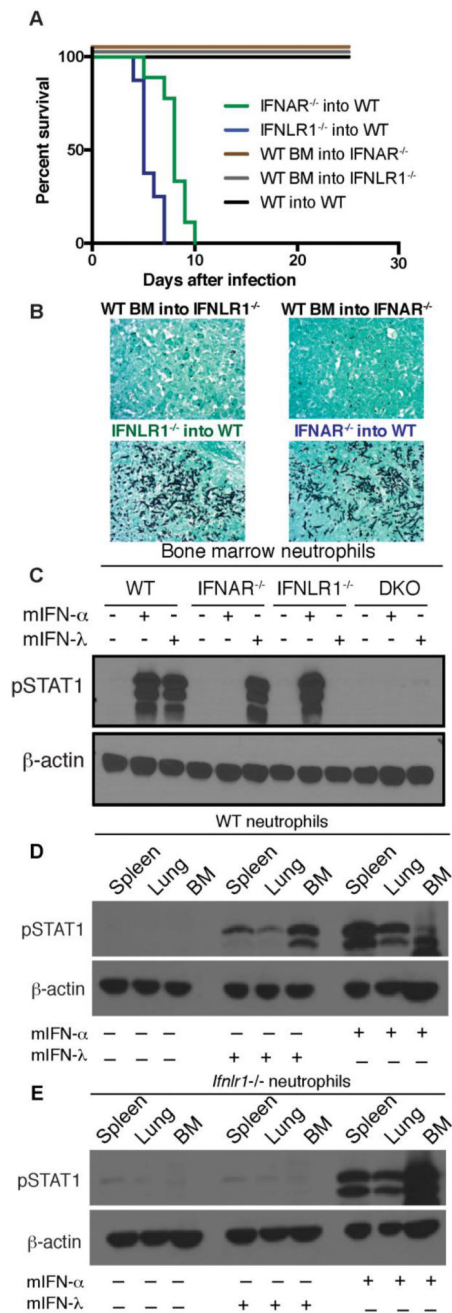 A
100
50
0
Percent survival
0 10 20 30
Days after infection
IFNAR-/- into WT
IFNLR1-/- into WT
WT BM into IFNAR-/-
WT BM into IFNLR1-/-
WT into WT
B
WT BM into IFNLR1-/- WT BM into IFNAR-/-
IFNLR1-/- into WT IFNAR-/- into WT
Bone marrow neutrophils
C
WT IFNAR-/- IFNLR1-/- DKO
mIFN-α - + - - + - - + - - + -
mIFN-λ - - + - - + - - + - - +
pSTAT1
β-actin
WT neutrophils
D
Spleen Lung BM Spleen Lung BM Spleen Lung BM
pSTAT1
β-actin
mIFN-α – – – – – – + + +
mIFN-λ – – – + + + – – –
Ifnlr1-/- neutrophils
E
Spleen Lung BM Spleen Lung BM Spleen Lung BM
pSTAT1
β-actin
mIFN-α – – – – – – + + +
mIFN-λ – – – + + + – – –